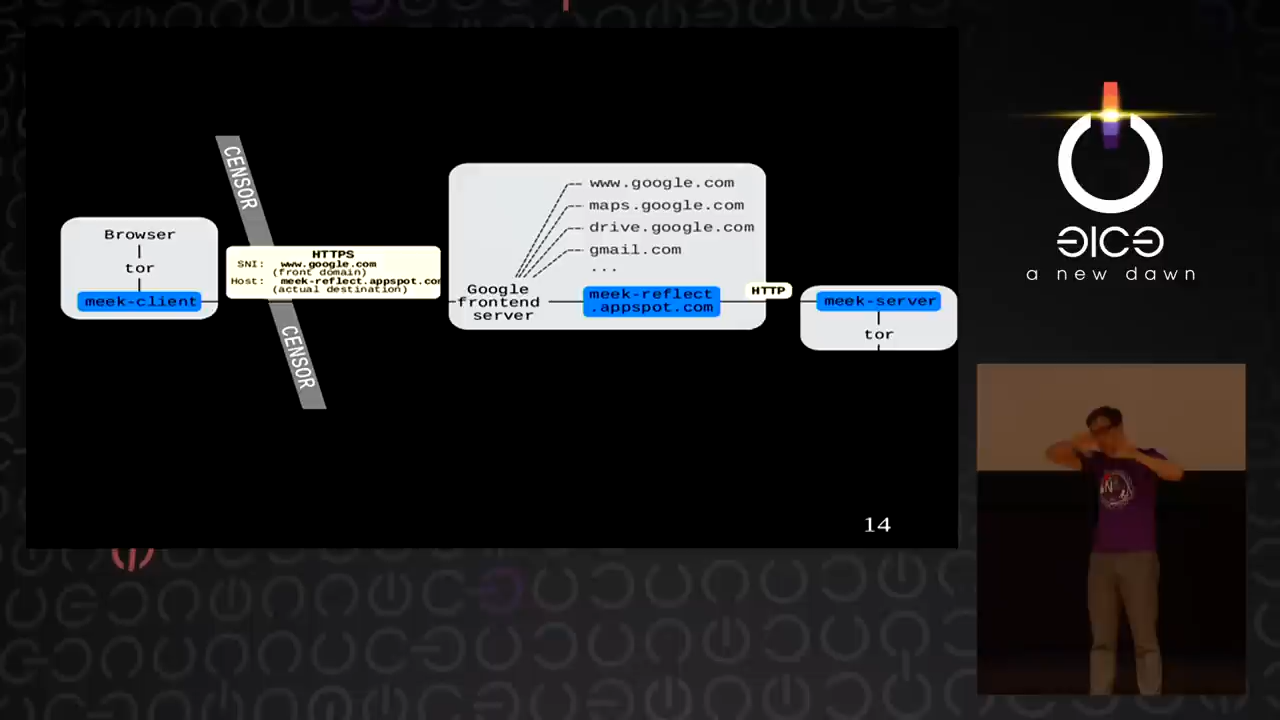 CENSOR
Browser
tor
meek-client
HTTPS
SNI: www.google.com
(front domain)
Host: meek-reflect.appspot.com
(actual destination)
CENSOR
www.google.com
maps.google.com
drive.google.com
gmail.com
...
Google
frontend
server
meek-reflect
.appspot.com
HTTP
meek-server
tor
14
31C3
a new dawn